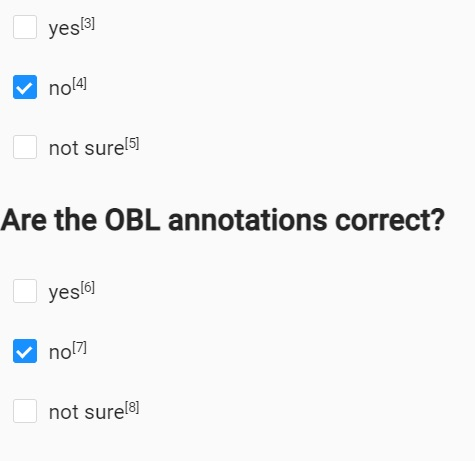 yes[3]
no[4]
not sure[5]
Are the OBL annotations correct?
yes[6]
no[7]
not sure[8]